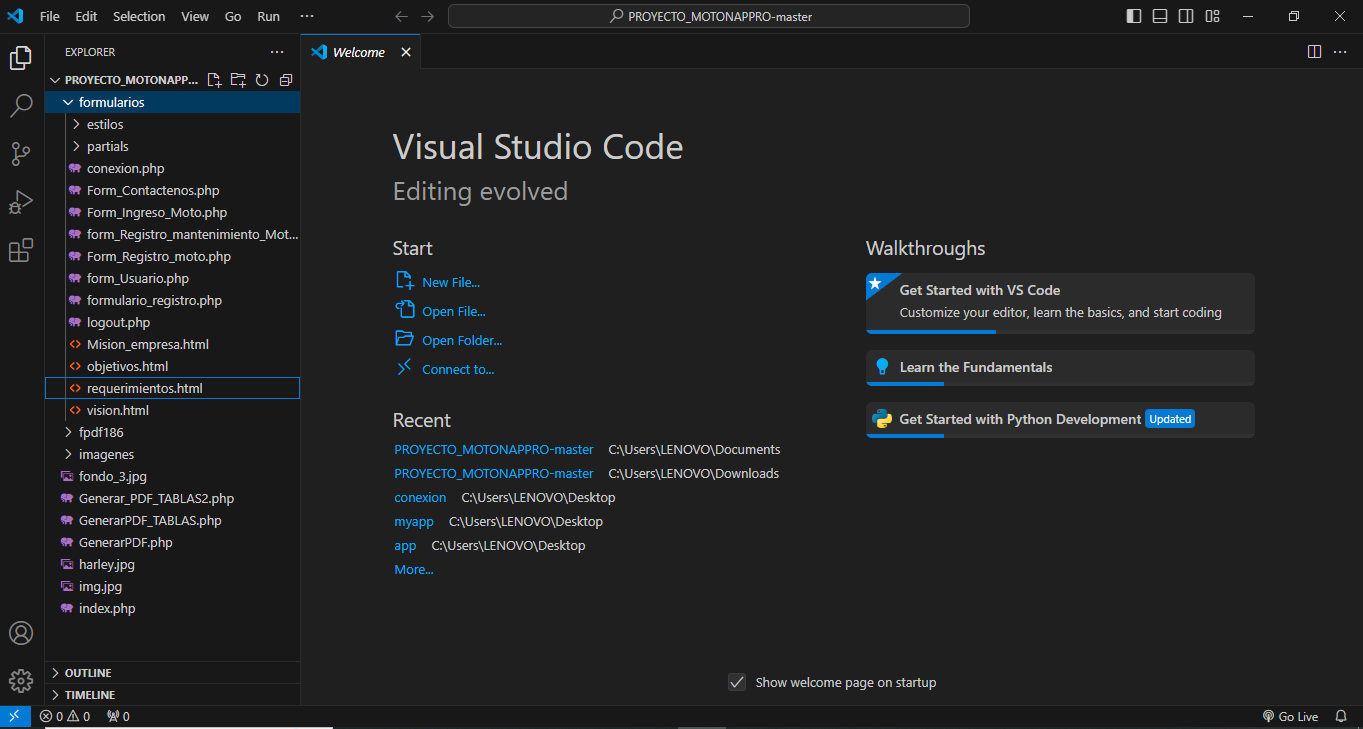 File Edit Selection View Go Run ···
PROYECTO_MOTONAPPRO-master
EXPLORER
PROYECTO_MOTONAPP...
formularios
estilos
partials
conexion.php
Form_Contactenos.php
Form_Ingreso_Moto.php
form_Registro_mantenimiento_Mot...
Form_Registro_moto.php
form_Usuario.php
formulario_registro.php
logout.php
Mision_empresa.html
objetivos.html
requerimientos.html
vision.html
fpdf186
imagenes
fondo_3.jpg
Generar_PDF_TABLAS2.php
GenerarPDF_TABLAS.php
GenerarPDF.php
harley.jpg
img.jpg
index.php
OUTLINE
TIMELINE
Welcome
Visual Studio Code
Editing evolved
Start
New File...
Open File...
Open Folder...
Connect to...
Recent
PROYECTO_MOTONAPPRO-master C:\Users\LENOVO\Documents
PROYECTO_MOTONAPPRO-master C:\Users\LENOVO\Downloads
conexion C:\Users\LENOVO\Desktop
myapp C:\Users\LENOVO\Desktop
app C:\Users\LENOVO\Desktop
More...
Walkthroughs
Get Started with VS Code
Customize your editor, learn the basics, and start coding
Learn the Fundamentals
Get Started with Python Development Updated
Show welcome page on startup
0 0 0
Go Live